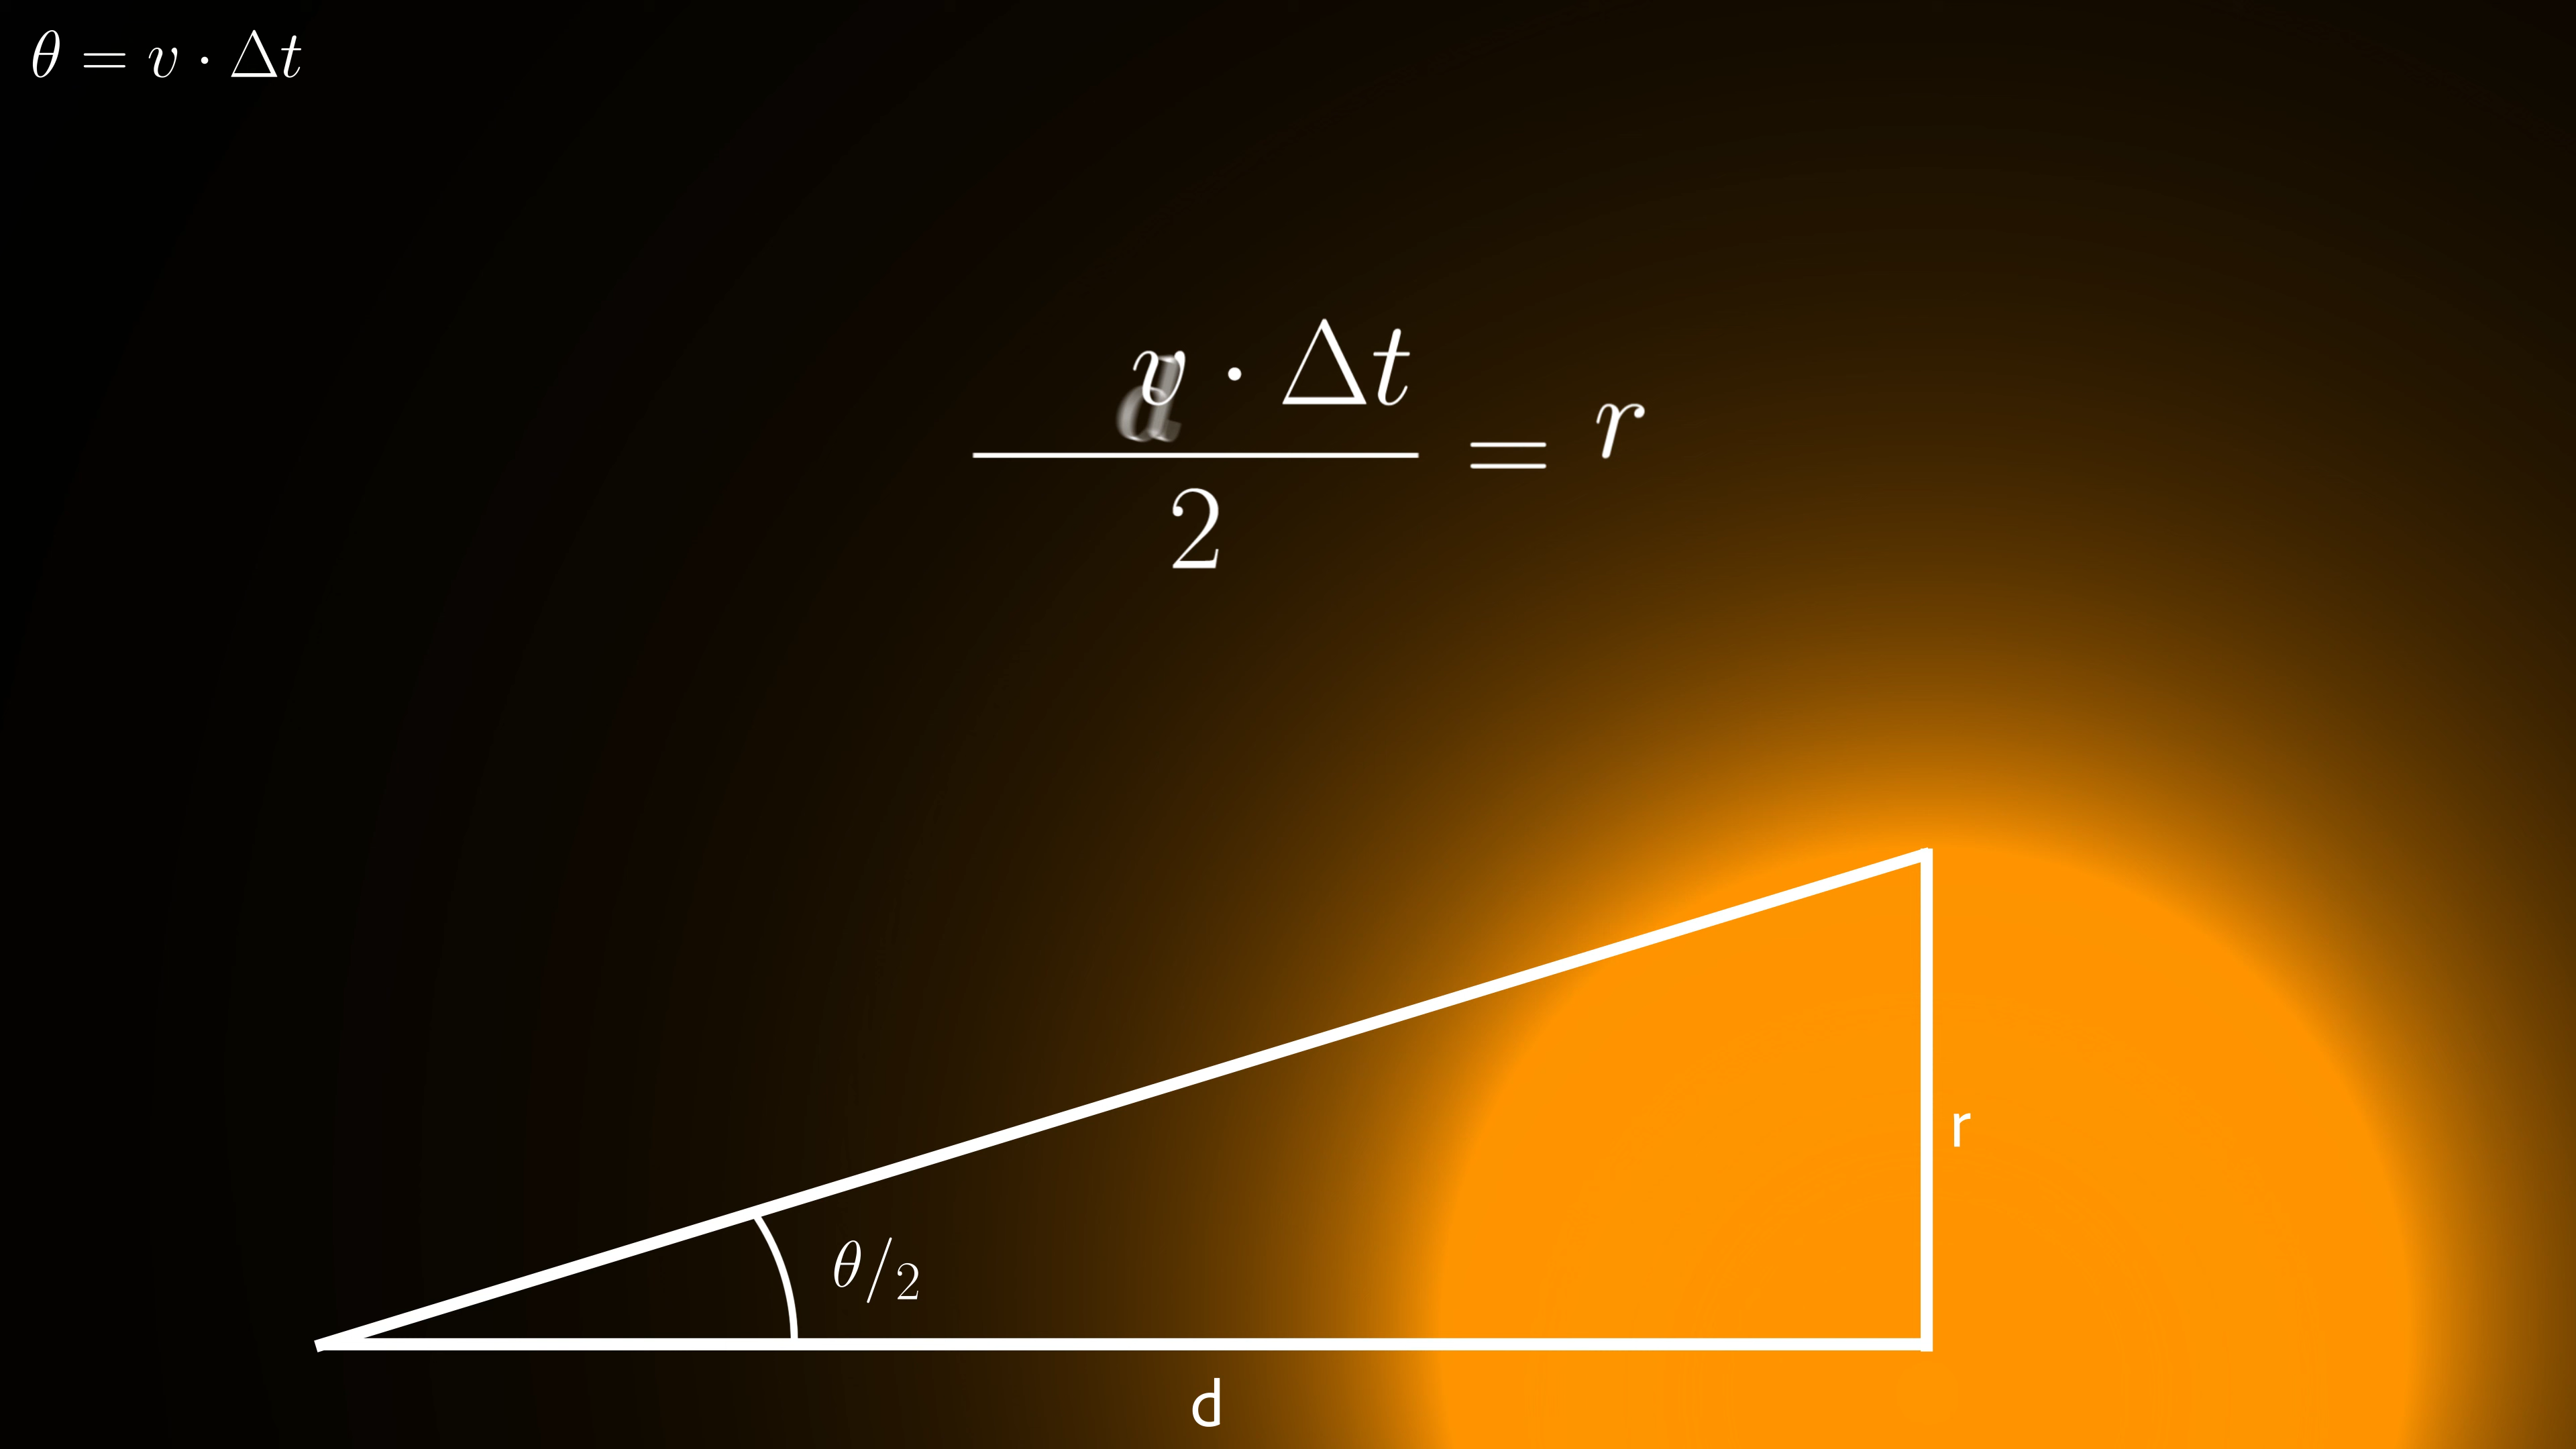 θ = v · Δt
v · Δt
2
= r
r
θ/2
d